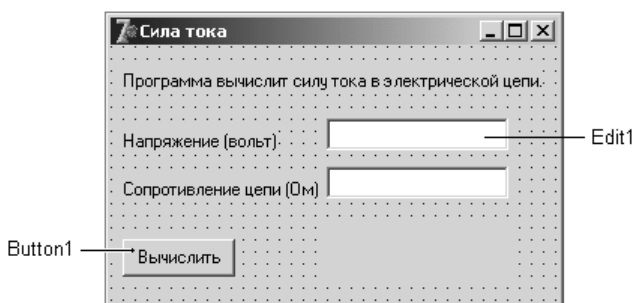 Сила тока
Программа вычислит силу тока в электрической цепи.
Напряжение (вольт)
Edit1
Сопротивление цепи (Ом)
Button1
Вычислить